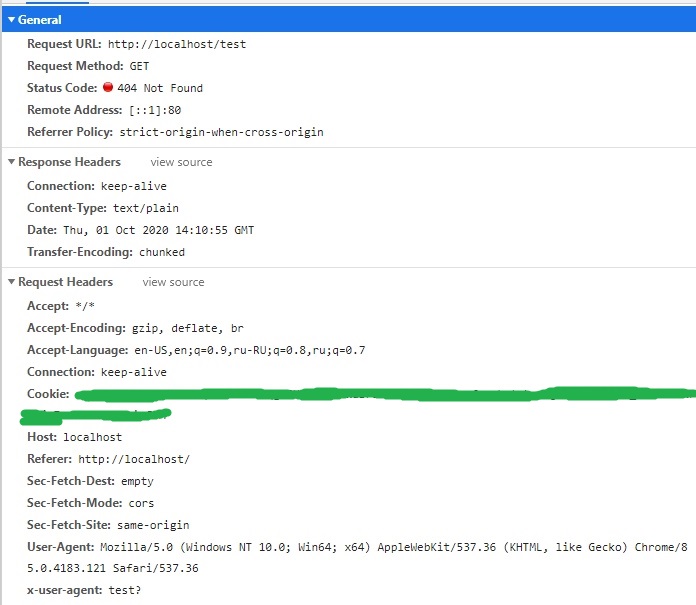 General
Request URL: http://localhost/test
Request Method: GET
Status Code: 404 Not Found
Remote Address: [::1]:80
Referrer Policy: strict-origin-when-cross-origin
Response Headers view source
Connection: keep-alive
Content-Type: text/plain
Date: Thu, 01 Oct 2020 14:10:55 GMT
Transfer-Encoding: chunked
Request Headers view source
Accept: */*
Accept-Encoding: gzip, deflate, br
Accept-Language: en-US,en;q=0.9,ru-RU;q=0.8,ru;q=0.7
Connection: keep-alive
Cookie:
Host: localhost
Referer: http://localhost/
Sec-Fetch-Dest: empty
Sec-Fetch-Mode: cors
Sec-Fetch-Site: same-origin
User-Agent: Mozilla/5.0 (Windows NT 10.0; Win64; x64) AppleWebKit/537.36 (KHTML, like Gecko) Chrome/8
5.0.4183.121 Safari/537.36
x-user-agent: test?